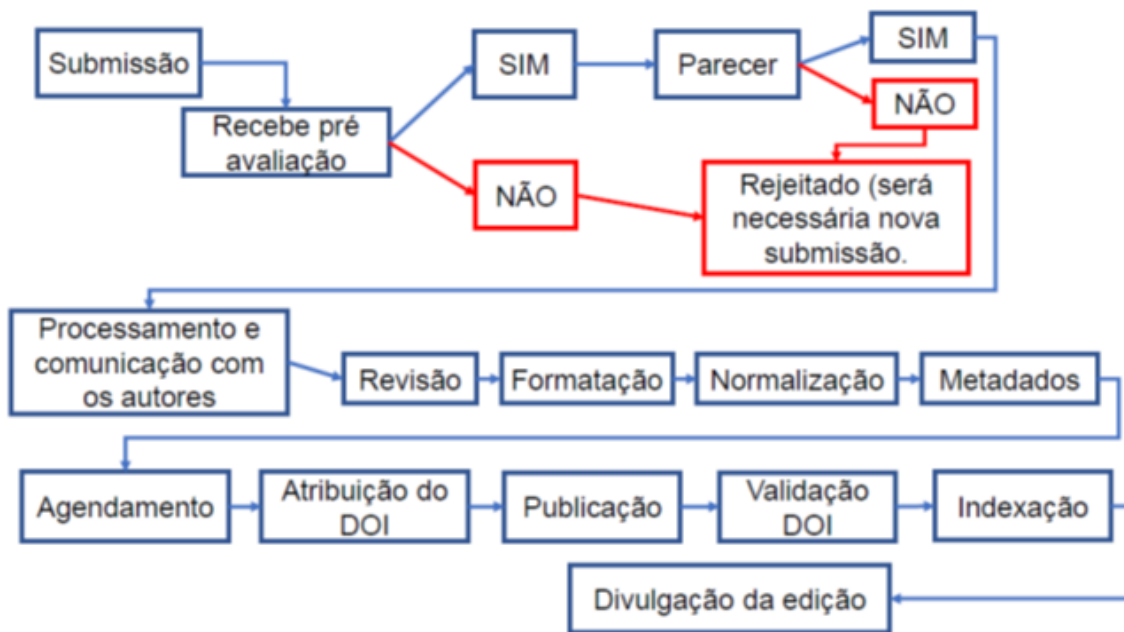 Submissão
Recebe pré
avaliação
SIM
NÃO
Parecer
SIM
NÃO
Rejeitado (será
necessária nova
submissão.
Processamento e
comunicação com
os autores
Revisão
Formatação
Normalização
Metadados
Agendamento
Atribuição do
DOI
Publicação
Validação
DOI
Indexação
Divulgação da edição